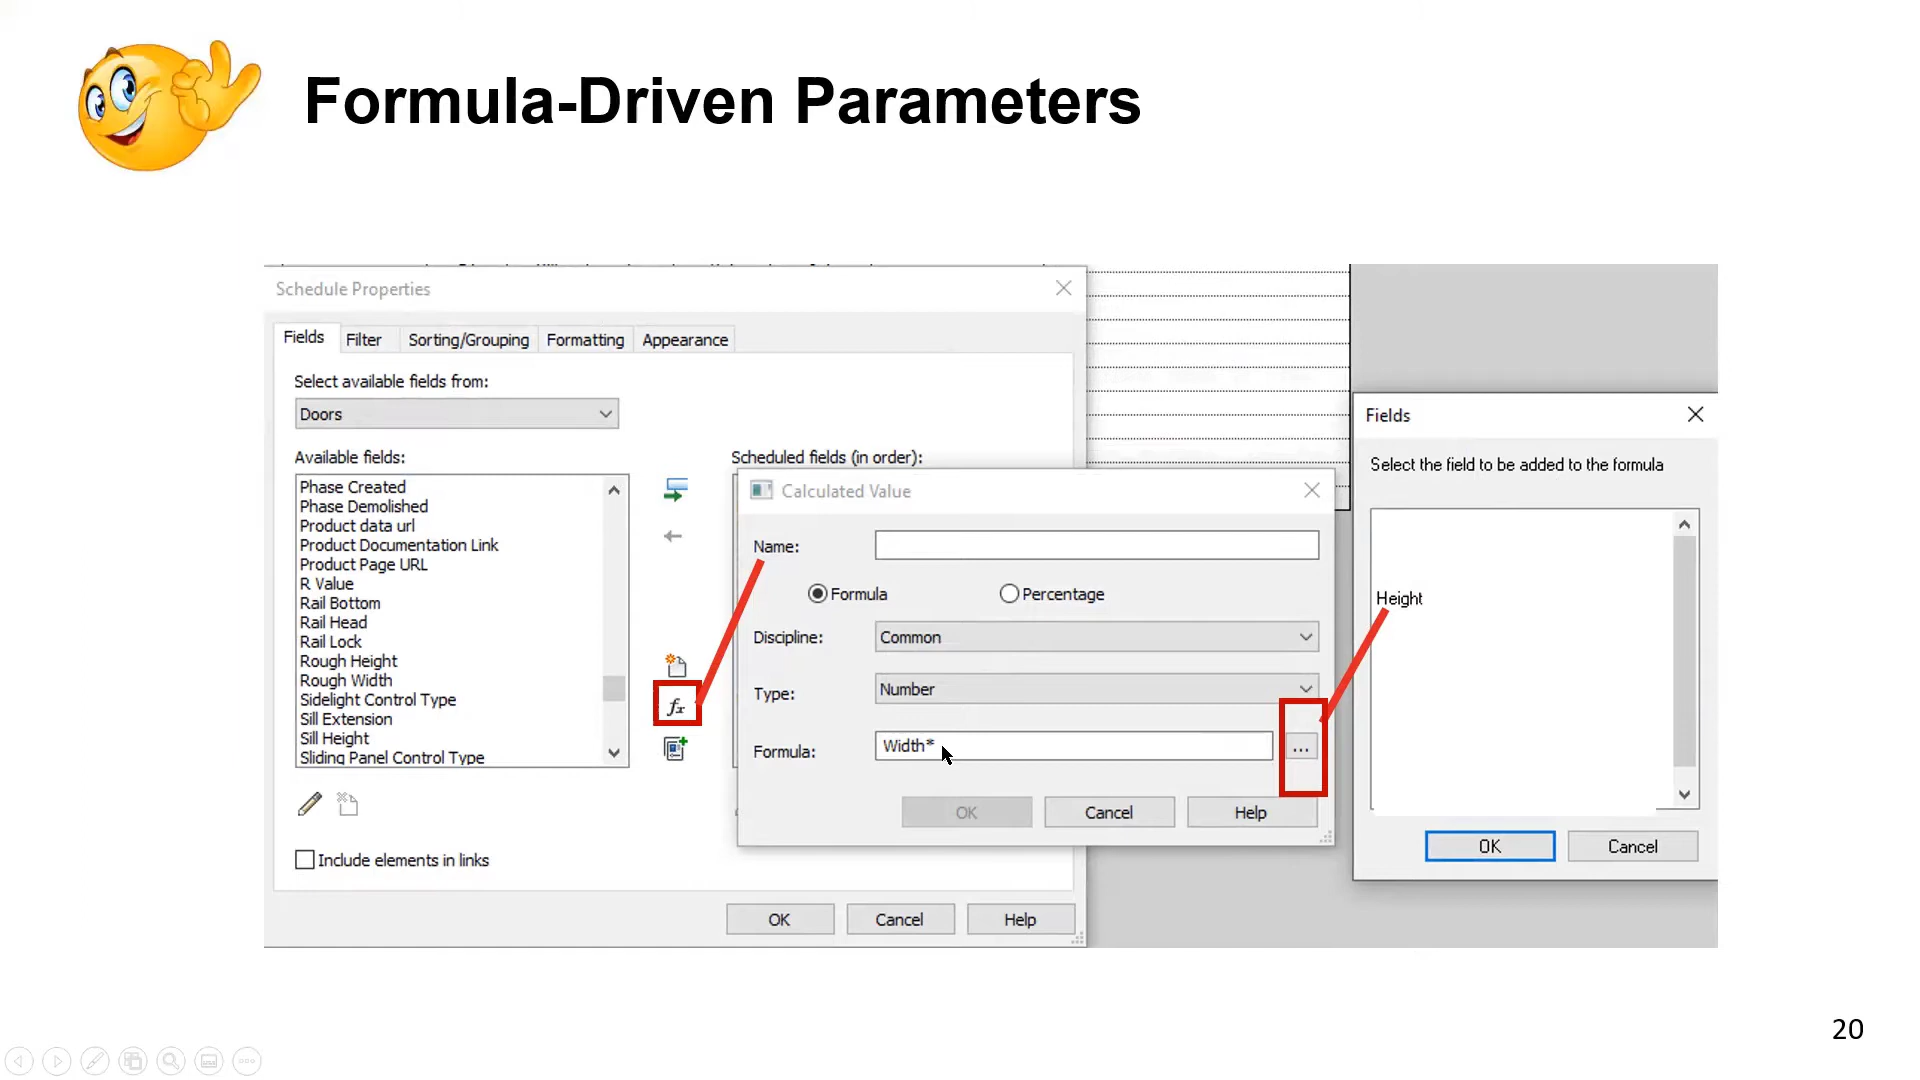 Formula-Driven Parameters
Schedule Properties
Fields
Filter
Sorting/Grouping
Formatting
Appearance
Select available fields from:
Doors
Available fields:
Phase Created
Phase Demolished
Product data url
Product Documentation Link
Product Page URL
R Value
Rail Bottom
Rail Head
Rail Lock
Rough Height
Rough Width
Sidelight Control Type
Sill Extension
Sill Height
Sliding Panel Control Type
fx
Include elements in links
Scheduled fields (in order):
Calculated Value
Name:
Formula
Percentage
Discipline:
Common
Type:
Number
Formula:
Width*
...
OK
Cancel
Help
OK
Cancel
Help
Fields
Select the field to be added to the formula
Height
OK
Cancel
20